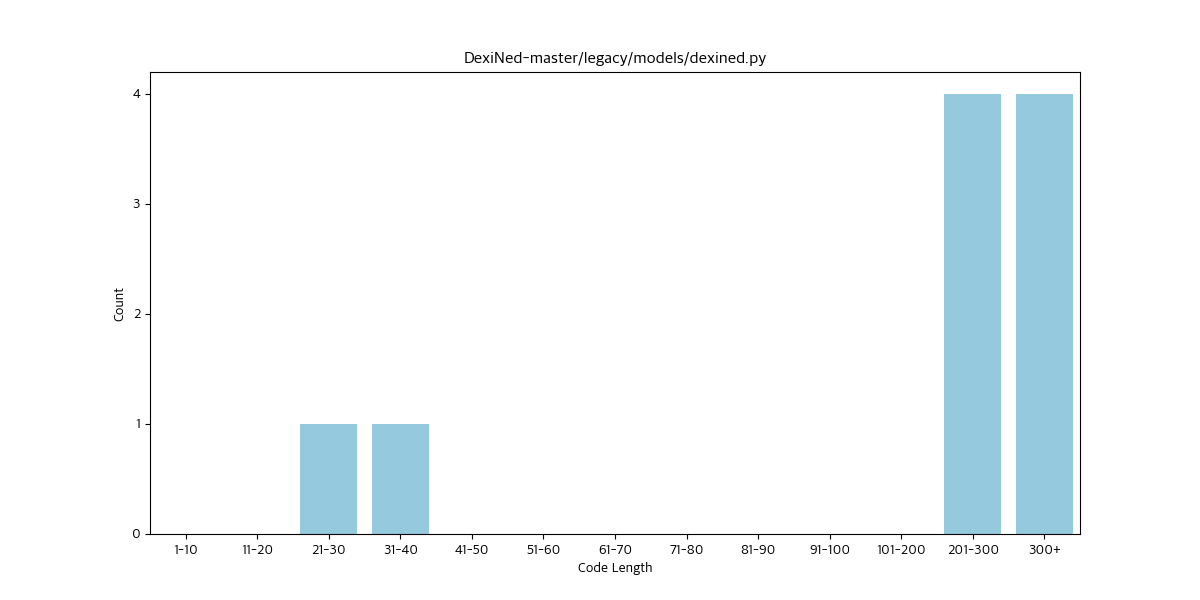 DexiNed-master/legacy/models/dexined.py
Count
4
3
2
1
0
1-10 11-20 21-30 31-40 41-50 51-60 61-70 71-80 81-90 91-100 101-200 201-300 300+
Code Length